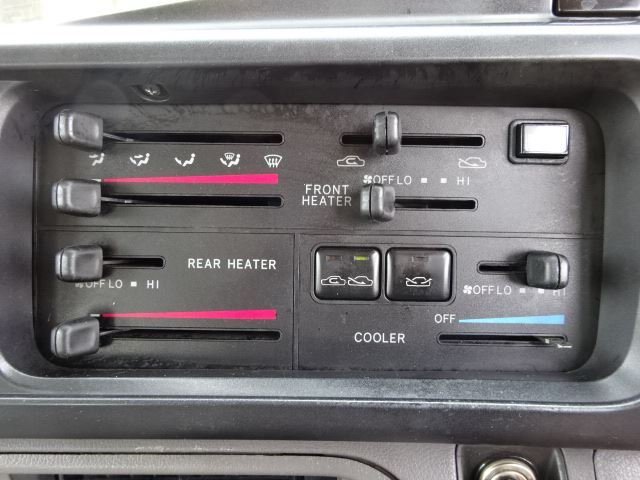 OFF LO HI
FRONT
HEATER
REAR HEATER
OFF LO HI
OFF LO HI
OFF
COOLER